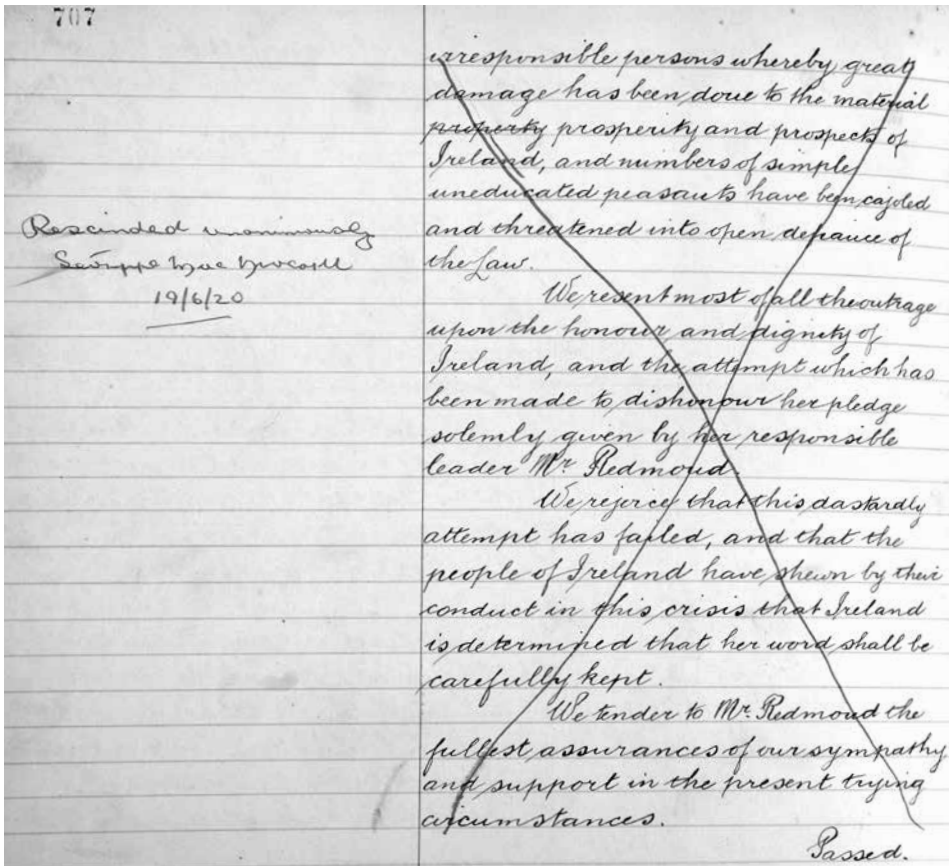 707
irresponsible persons whereby great
damage has been done to the material
property prosperity and prospects of
Ireland, and numbers of simple
uneducated peasants have been cajoled
and threatened into open defiance of
the Law.
We resent most of all the outrage
upon the honour and dignity of
Ireland, and the attempt which has
been made to dishonour her pledge
solemly given by her responsible
leader Mr. Redmond.
We rejoice that this dastardly
attempt has failed, and that the
people of Ireland have shewn by their
conduct in this crisis that Ireland
is determined that her word shall be
carefully kept.
We tender to Mr. Redmond the
fullest assurances of our sympathy
and support in the present trying
circumstances.
Passed.
Rescinded unanimously
Mac
19/6/20